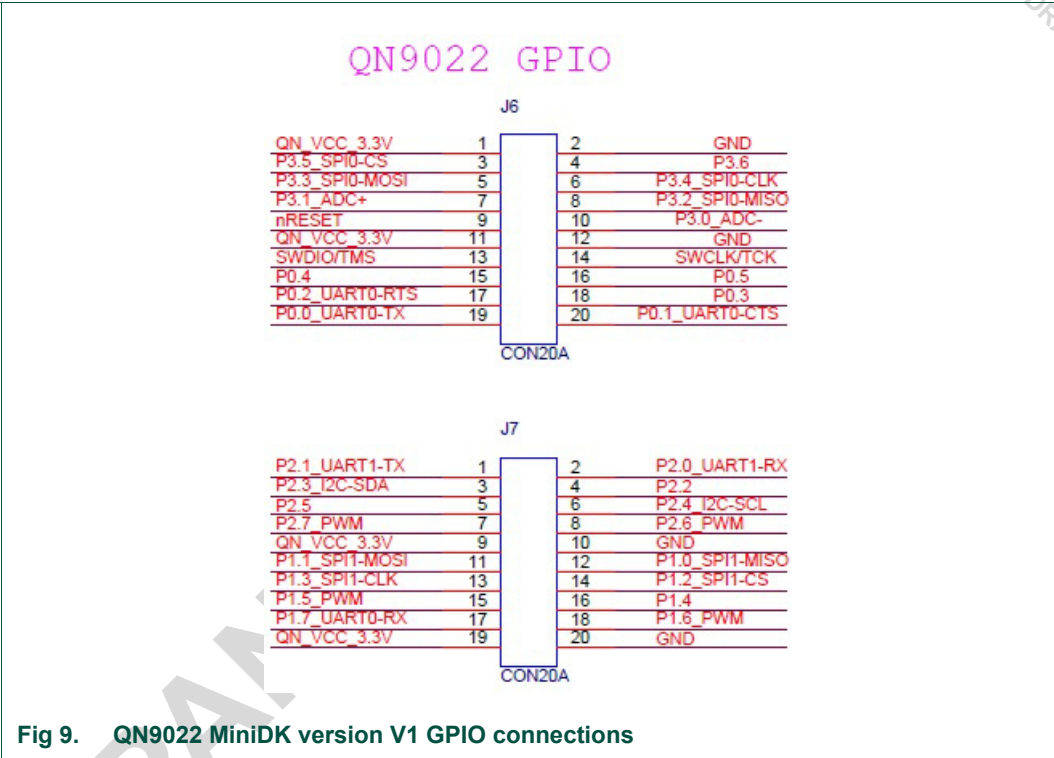 QN9022 GPIO
J6
QN_VCC_3.3V 1 2 GND
P3.5_SPI0-CS 3 4 P3.6
P3.3_SPI0-MOSI 5 6 P3.4_SPI0-CLK
P3.1_ADC+ 7 8 P3.2_SPI0-MISO
nRESET 9 10 P3.0_ADC-
QN_VCC_3.3V 11 12 GND
SWDIO/TMS 13 14 SWCLK/TCK
P0.4 15 16 P0.5
P0.2_UART0-RTS 17 18 P0.3
P0.0_UART0-TX 19 20 P0.1_UART0-CTS
CON20A
J7
P2.1_UART1-TX 1 2 P2.0_UART1-RX
P2.3_I2C-SDA 3 4 P2.2
P2.5 5 6 P2.4_I2C-SCL
P2.7_PWM 7 8 P2.6_PWM
QN_VCC_3.3V 9 10 GND
P1.1_SPI1-MOSI 11 12 P1.0_SPI1-MISO
P1.3_SPI1-CLK 13 14 P1.2_SPI1-CS
P1.5_PWM 15 16 P1.4
P1.7_UART0-RX 17 18 P1.6_PWM
QN_VCC_3.3V 19 20 GND
CON20A
Fig 9. QN9022 MiniDK version V1 GPIO connections